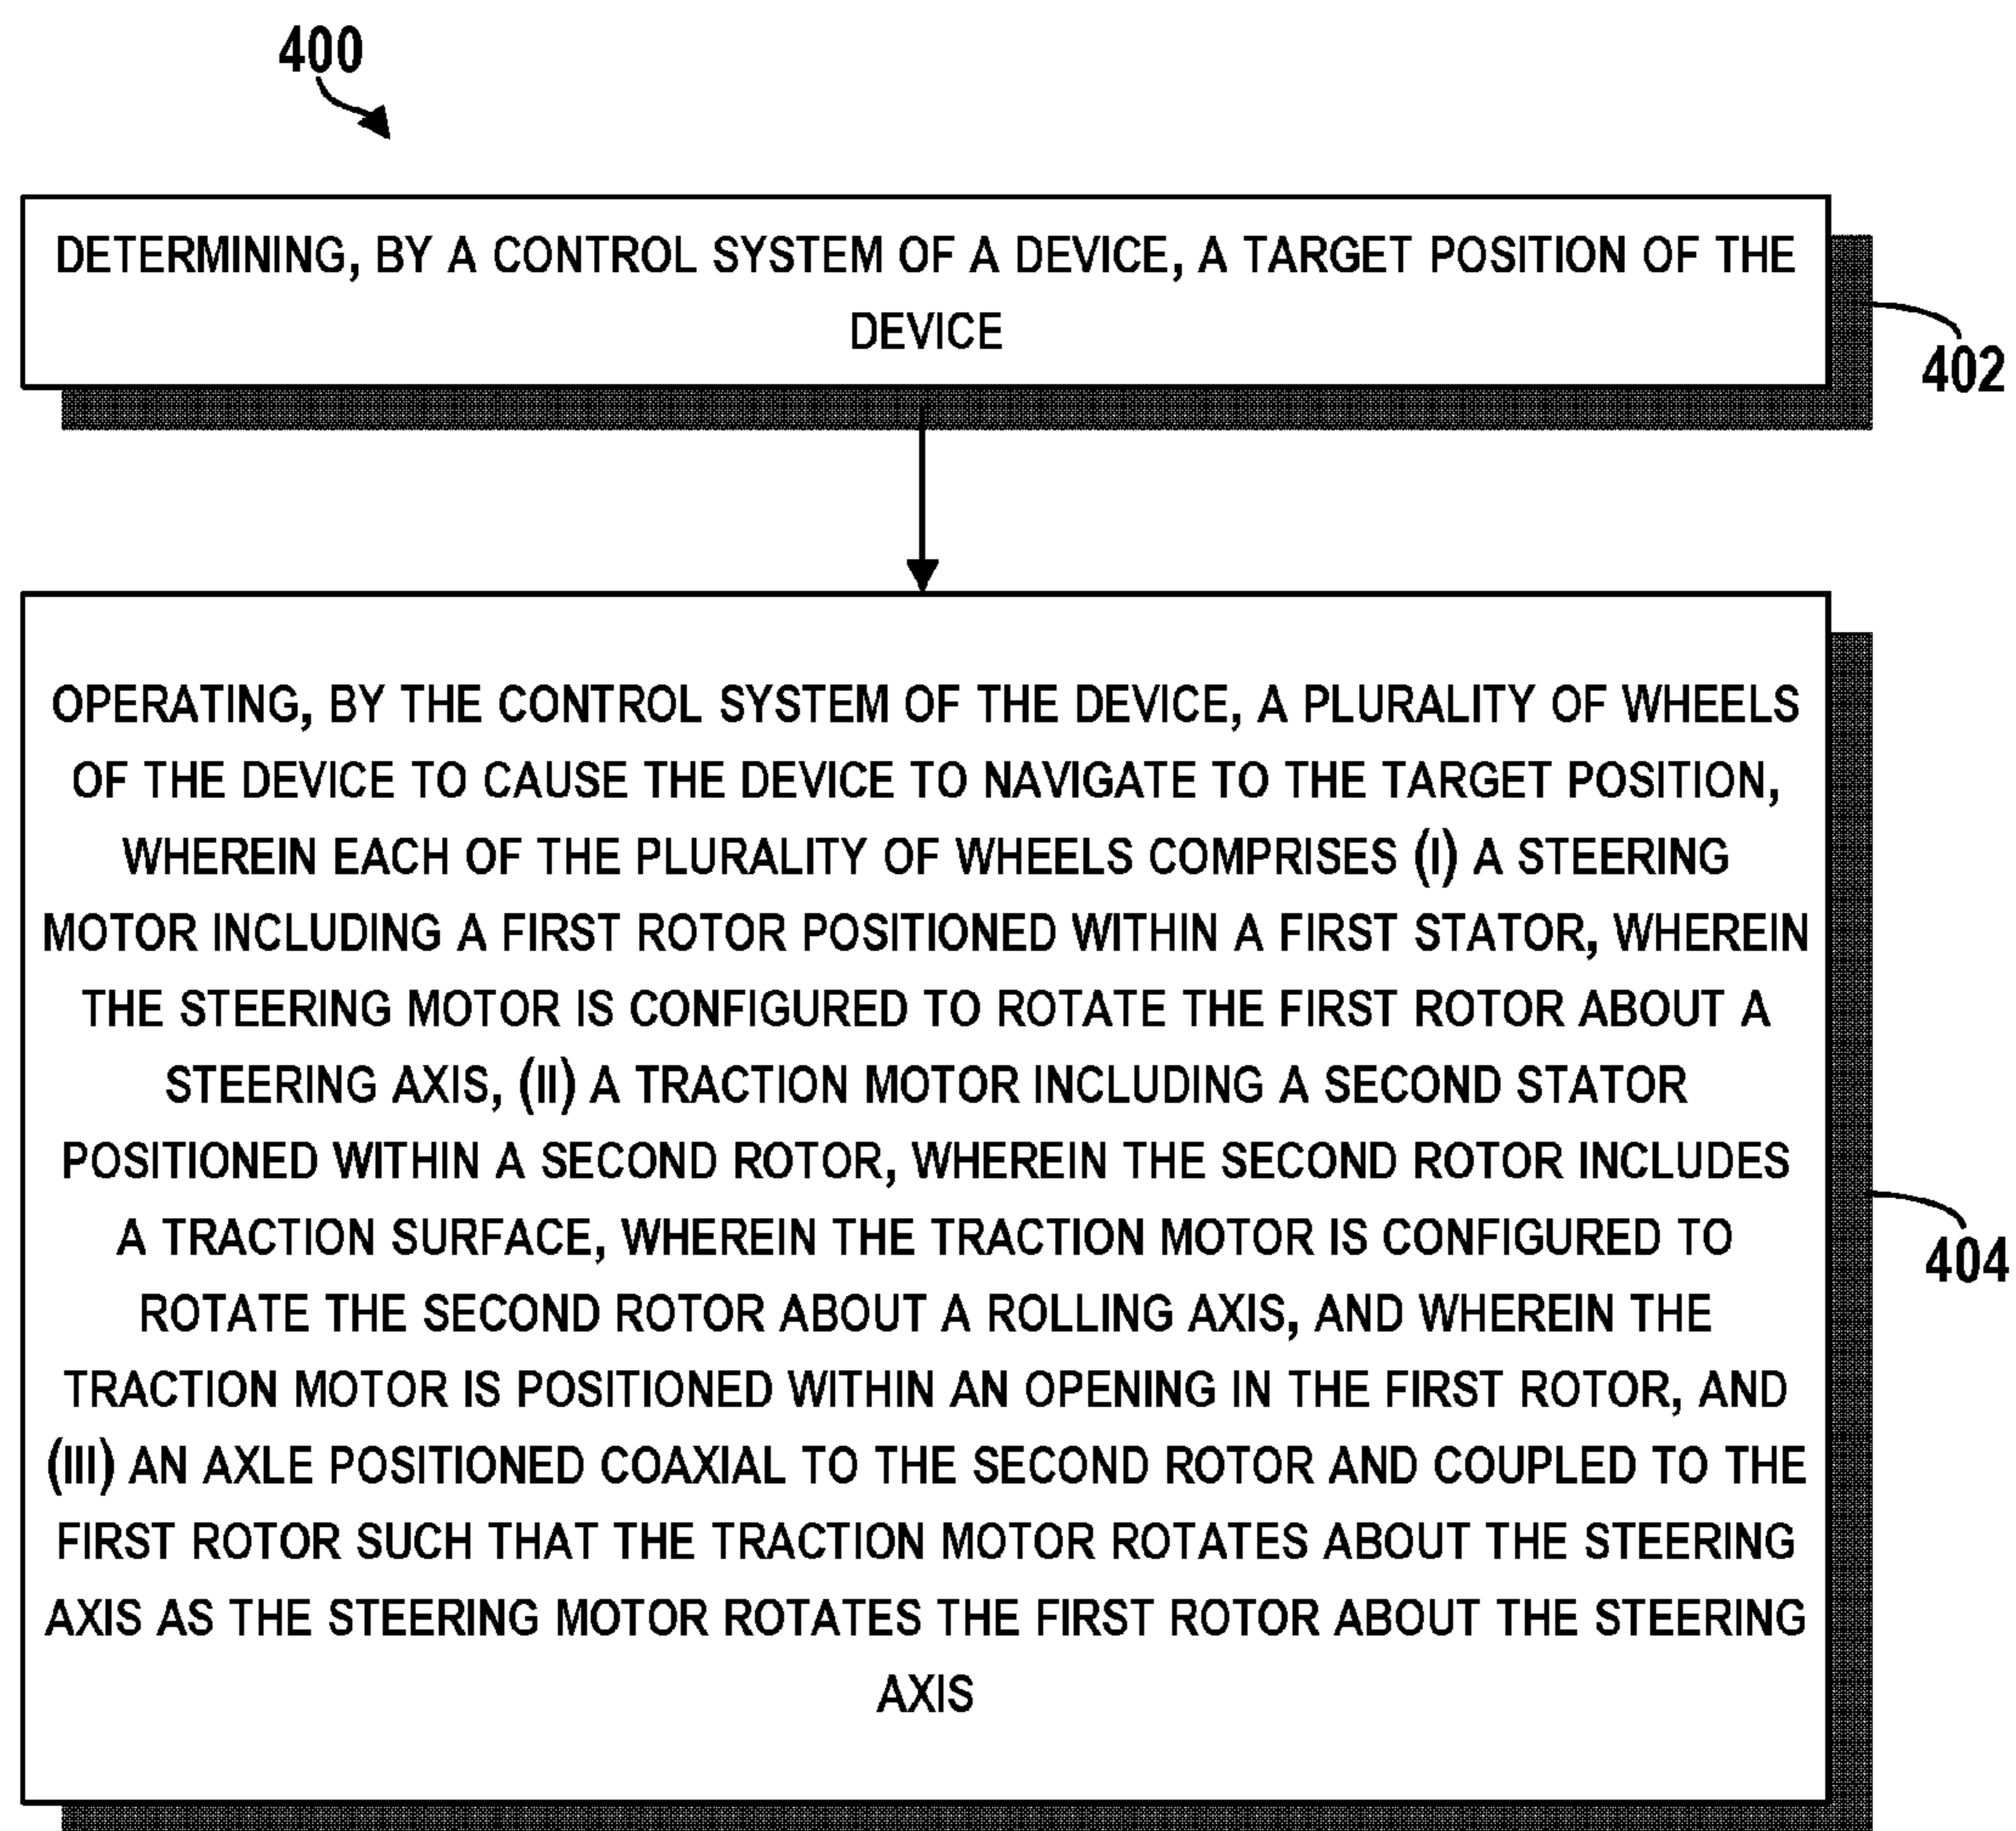 400
DETERMINING, BY A CONTROL SYSTEM OF A DEVICE, A TARGET POSITION OF THE
DEVICE
402
OPERATING, BY THE CONTROL SYSTEM OF THE DEVICE, A PLURALITY OF WHEELS
OF THE DEVICE TO CAUSE THE DEVICE TO NAVIGATE TO THE TARGET POSITION,
WHEREIN EACH OF THE PLURALITY OF WHEELS COMPRISES (I) A STEERING
MOTOR INCLUDING A FIRST ROTOR POSITIONED WITHIN A FIRST STATOR, WHEREIN
THE STEERING MOTOR IS CONFIGURED TO ROTATE THE FIRST ROTOR ABOUT A
STEERING AXIS, (II) A TRACTION MOTOR INCLUDING A SECOND STATOR
POSITIONED WITHIN A SECOND ROTOR, WHEREIN THE SECOND ROTOR INCLUDES
A TRACTION SURFACE, WHEREIN THE TRACTION MOTOR IS CONFIGURED TO
ROTATE THE SECOND ROTOR ABOUT A ROLLING AXIS, AND WHEREIN THE
TRACTION MOTOR IS POSITIONED WITHIN AN OPENING IN THE FIRST ROTOR, AND
(III) AN AXLE POSITIONED COAXIAL TO THE SECOND ROTOR AND COUPLED TO THE
FIRST ROTOR SUCH THAT THE TRACTION MOTOR ROTATES ABOUT THE STEERING
AXIS AS THE STEERING MOTOR ROTATES THE FIRST ROTOR ABOUT THE STEERING
AXIS
404